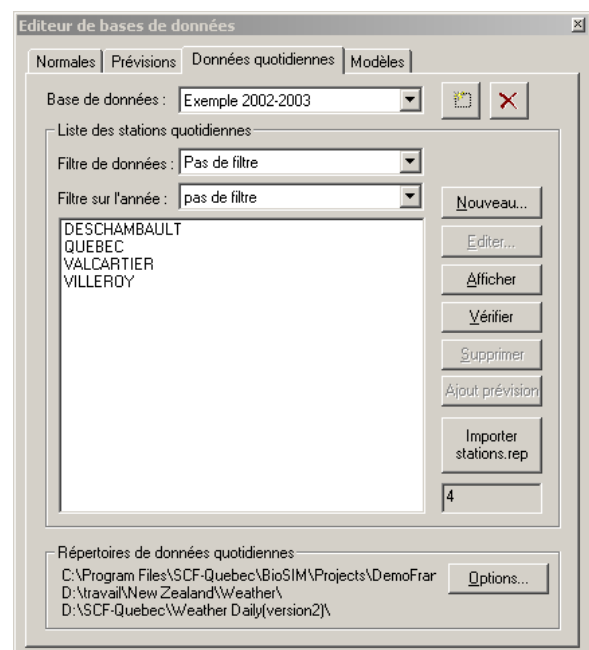 Editeur de bases de données
Normales Prévisions Données quotidiennes Modèles
Base de données : Exemple 2002-2003
Liste des stations quotidiennes
Filtre de données : Pas de filtre
Filtre sur l'année : pas de filtre
Nouveau...
DESCHAMBAULT
QUEBEC
VALCARTIER
VILLEROY
Editer...
Afficher
Vérifier
Supprimer
Ajout prévision
Importer
stations.rep
4
Répertoires de données quotidiennes
C:\Program Files\SCF-Quebec\BioSIM\Projects\DemoFrar
D:\travail\New Zealand\Weather\
D:\SCF-Quebec\Weather Daily(version2)\
Options...